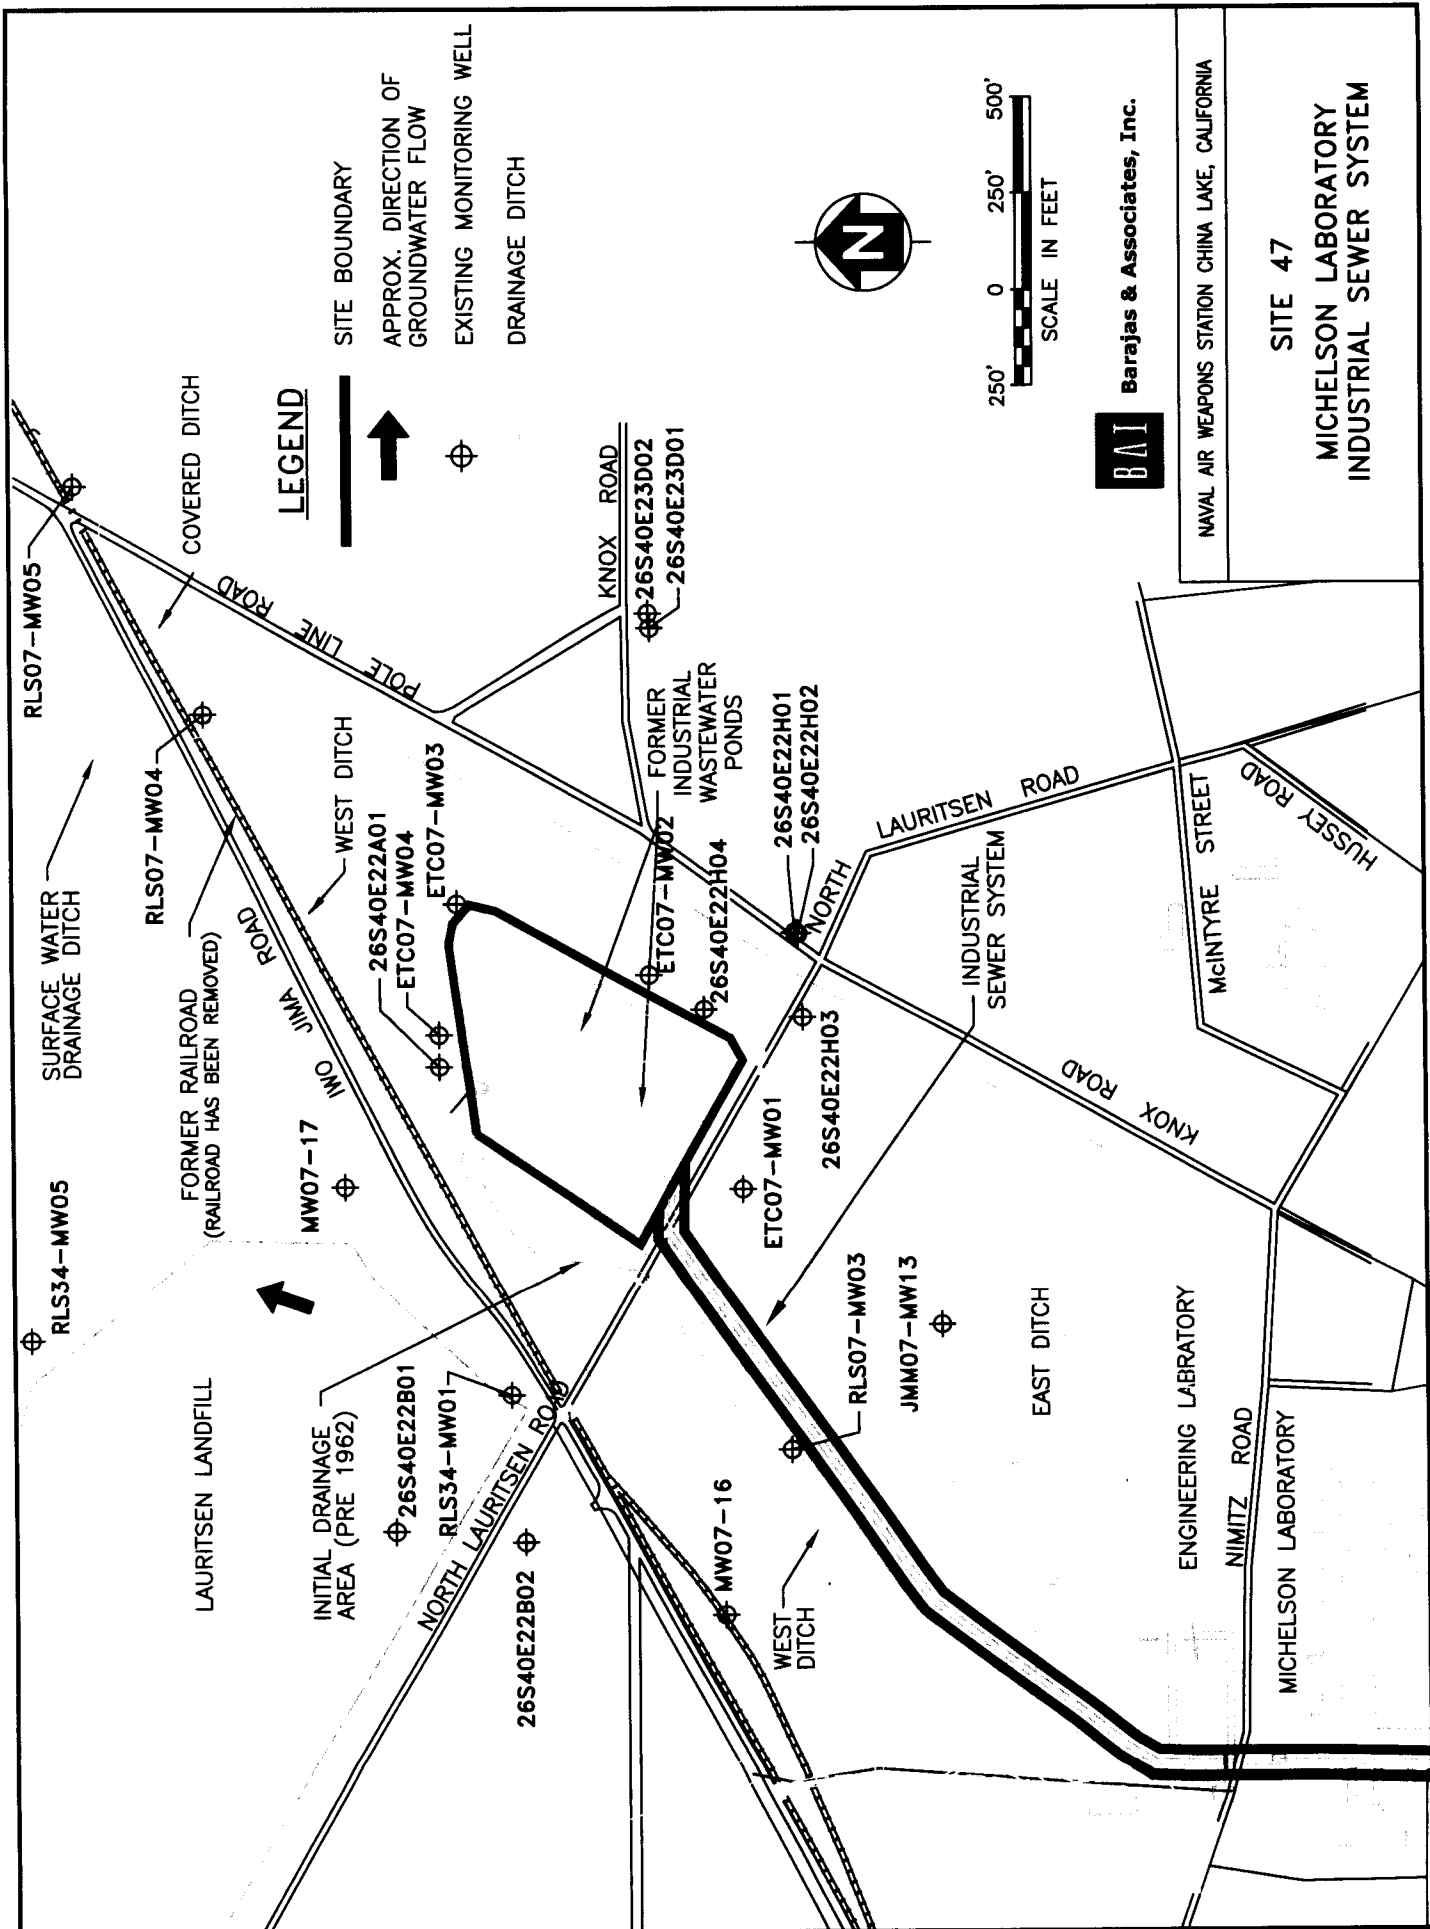 SURFACE WATER
DRAINAGE DITCH
RLS07-MW05
COVERED DITCH
RLS34-MW05
RLS07-MW04
FORMER RAILROAD
(RAILROAD HAS BEEN REMOVED)
LAURITSEN LANDFILL
MW07-17
IWO JIMA ROAD
POLE LINE ROAD
WEST DITCH
INITIAL DRAINAGE
AREA (PRE 1962)
26S40E22B01
RLS34-MW01
26S40E22A01
ETC07-MW04
ETC07-MW03
NORTH LAURITSEN ROAD
26S40E22B02
KNOX ROAD
26S40E23D02
26S40E23D01
FORMER
INDUSTRIAL
WASTEWATER
PONDS
ETC07-MW02
26S40E22H04
MW07-16
WEST
DITCH
ETC07-MW01
26S40E22H03
26S40E22H01
26S40E22H02
NORTH LAURITSEN ROAD
RLS07-MW03
JMM07-MW13
INDUSTRIAL
SEWER SYSTEM
EAST DITCH
KNOX ROAD
McINTYRE STREET
HUSSEY ROAD
ENGINEERING LABRATORY
NIMITZ ROAD
MICHELSON LABORATORY
LEGEND
SITE BOUNDARY
APPROX. DIRECTION OF
GROUNDWATER FLOW
EXISTING MONITORING WELL
DRAINAGE DITCH
N
250' 0 250' 500'
SCALE IN FEET
BAI Barajas & Associates, Inc.
NAVAL AIR WEAPONS STATION CHINA LAKE, CALIFORNIA
SITE 47
MICHELSON LABORATORY
INDUSTRIAL SEWER SYSTEM